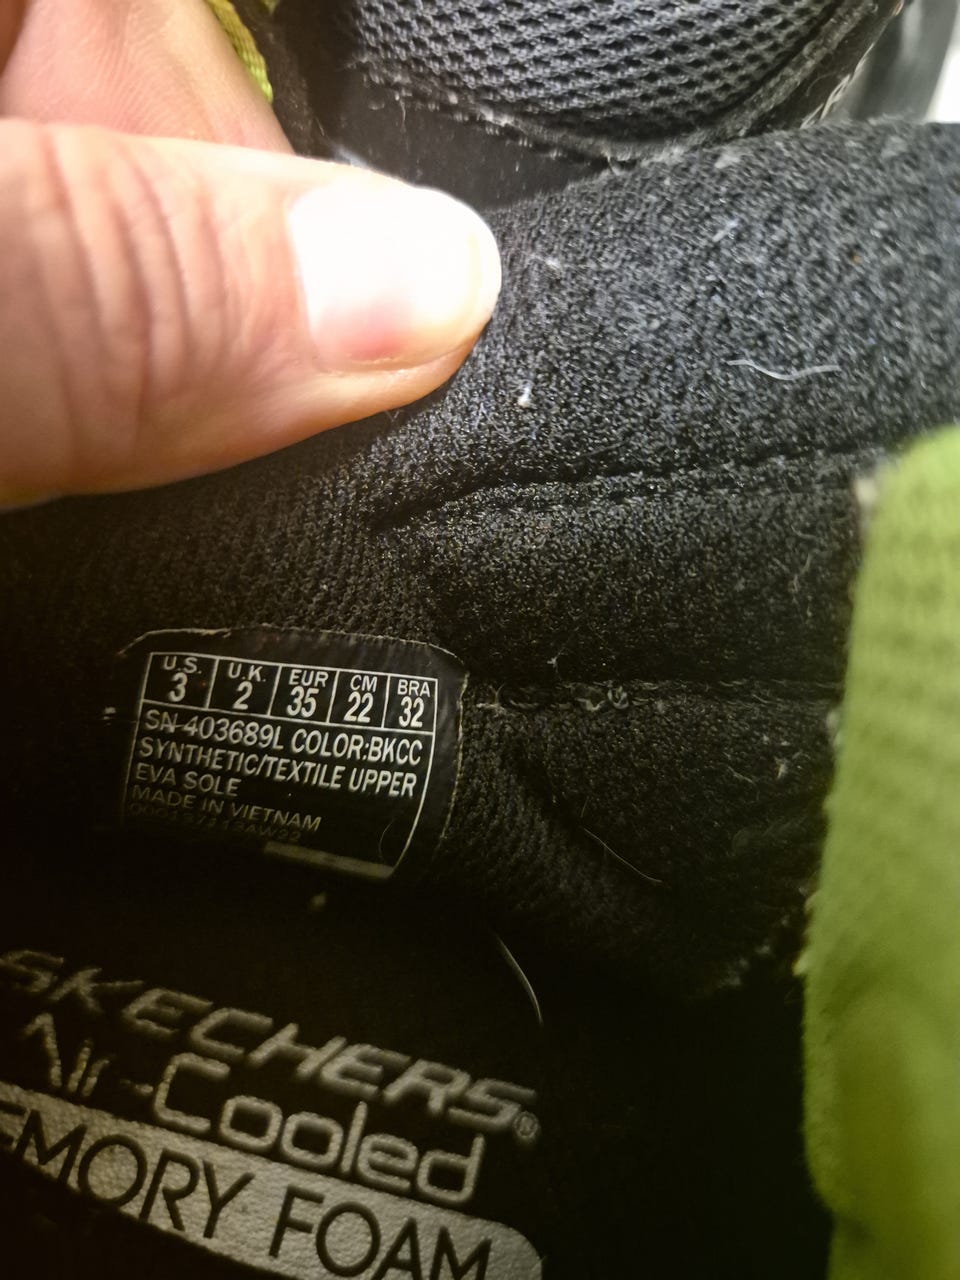 U.S. U.K. EUR CM BRA
3 2 35 22 32
SN-403689L COLOR:BKCC
SYNTHETIC/TEXTILE UPPER
EVA SOLE
MADE IN VIETNAM
SKECHERS®
Air-Cooled
EMORY FOAM